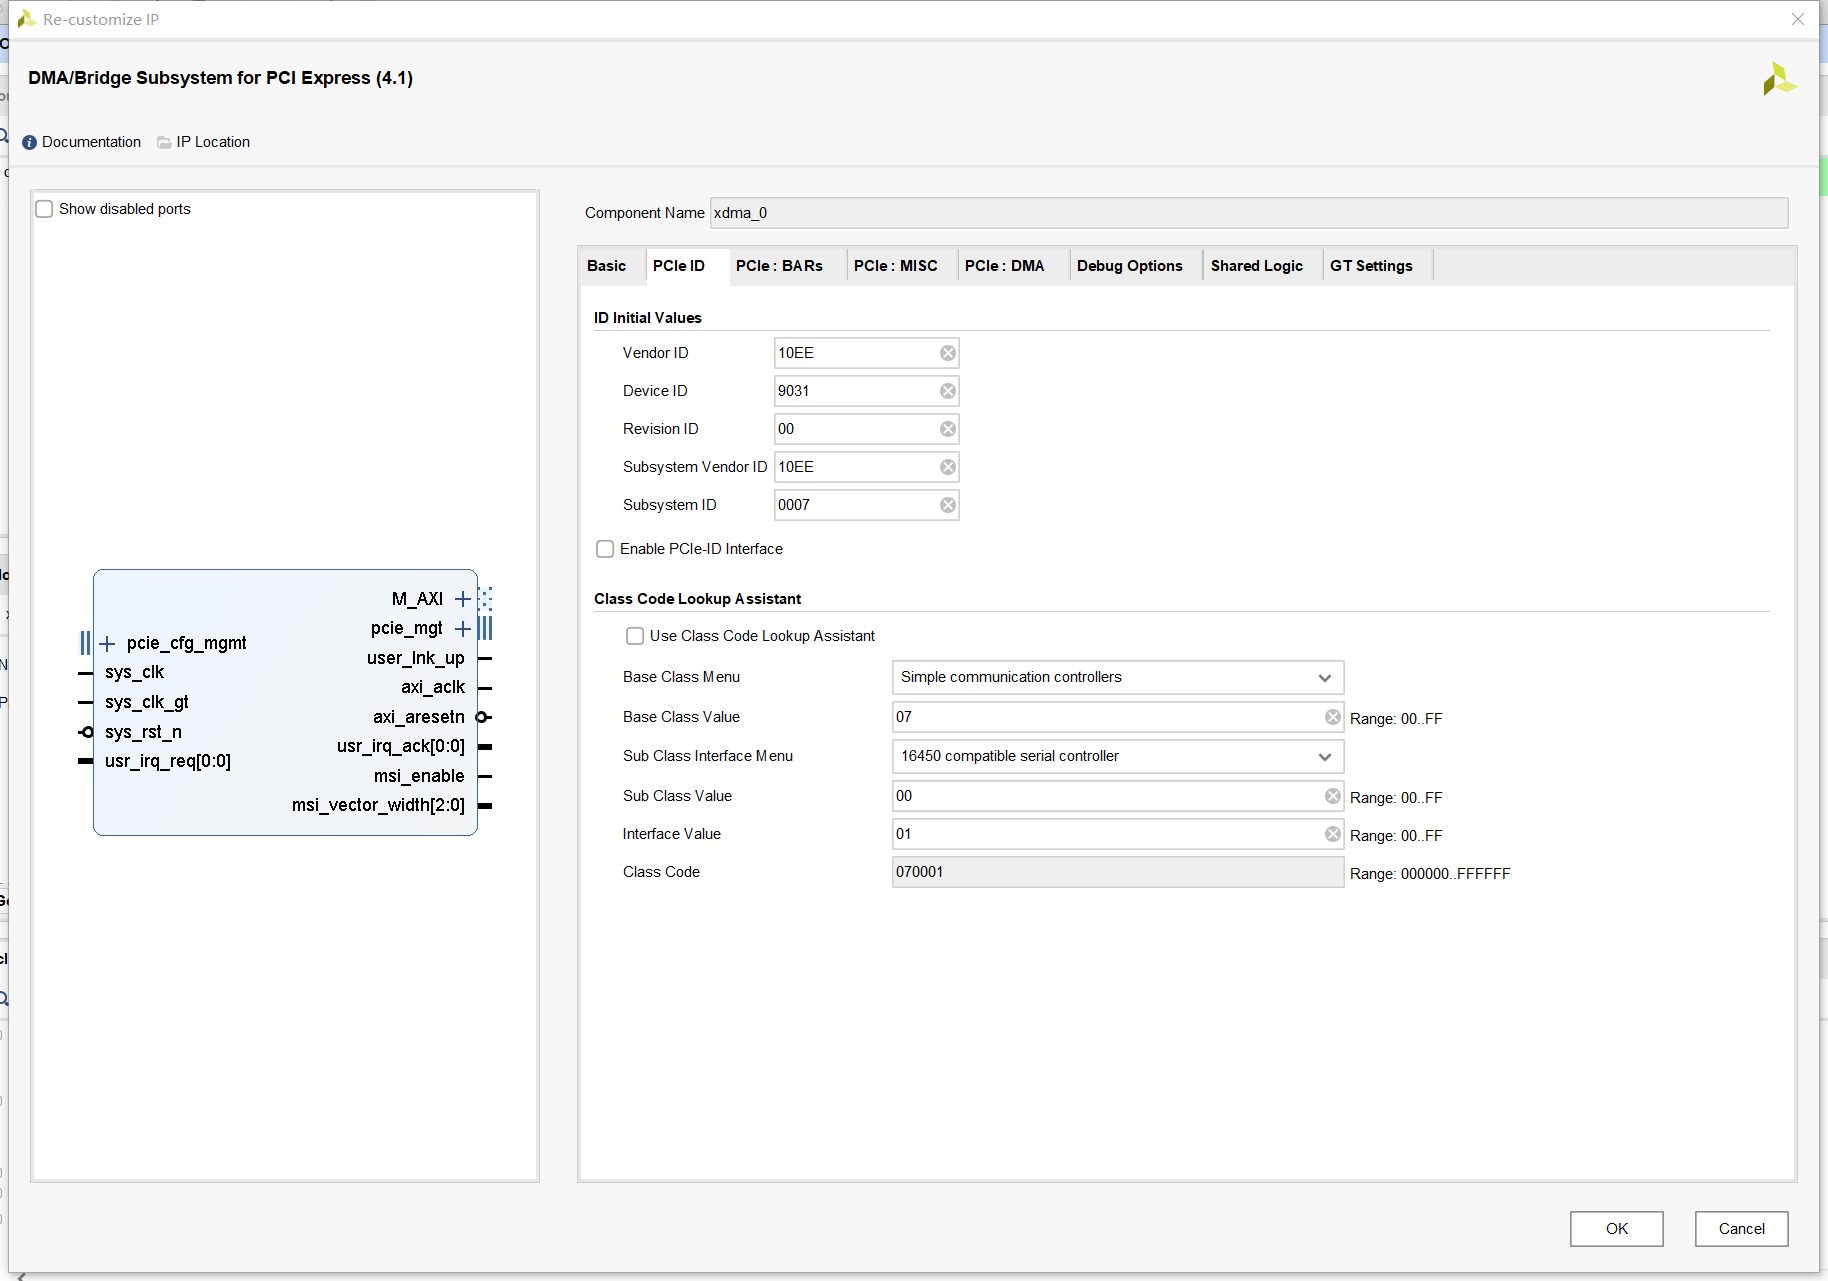 Re-customize IP
DMA/Bridge Subsystem for PCI Express (4.1)
Documentation IP Location
Show disabled ports
M_AXI
pcie_mgt
pcie_cfg_mgmt
user_lnk_up
sys_clk
axi_aclk
sys_clk_gt
axi_aresetn
sys_rst_n
usr_irq_ack[0:0]
usr_irq_req[0:0]
msi_enable
msi_vector_width[2:0]
Component Name xdma_0
Basic PCIe ID PCIe : BARs PCIe : MISC PCIe : DMA Debug Options Shared Logic GT Settings
ID Initial Values
Vendor ID 10EE
Device ID 9031
Revision ID 00
Subsystem Vendor ID 10EE
Subsystem ID 0007
Enable PCIe-ID Interface
Class Code Lookup Assistant
Use Class Code Lookup Assistant
Base Class Menu Simple communication controllers
Base Class Value 07 Range: 00..FF
Sub Class Interface Menu 16450 compatible serial controller
Sub Class Value 00 Range: 00..FF
Interface Value 01 Range: 00..FF
Class Code 070001 Range: 000000..FFFFFF
OK Cancel